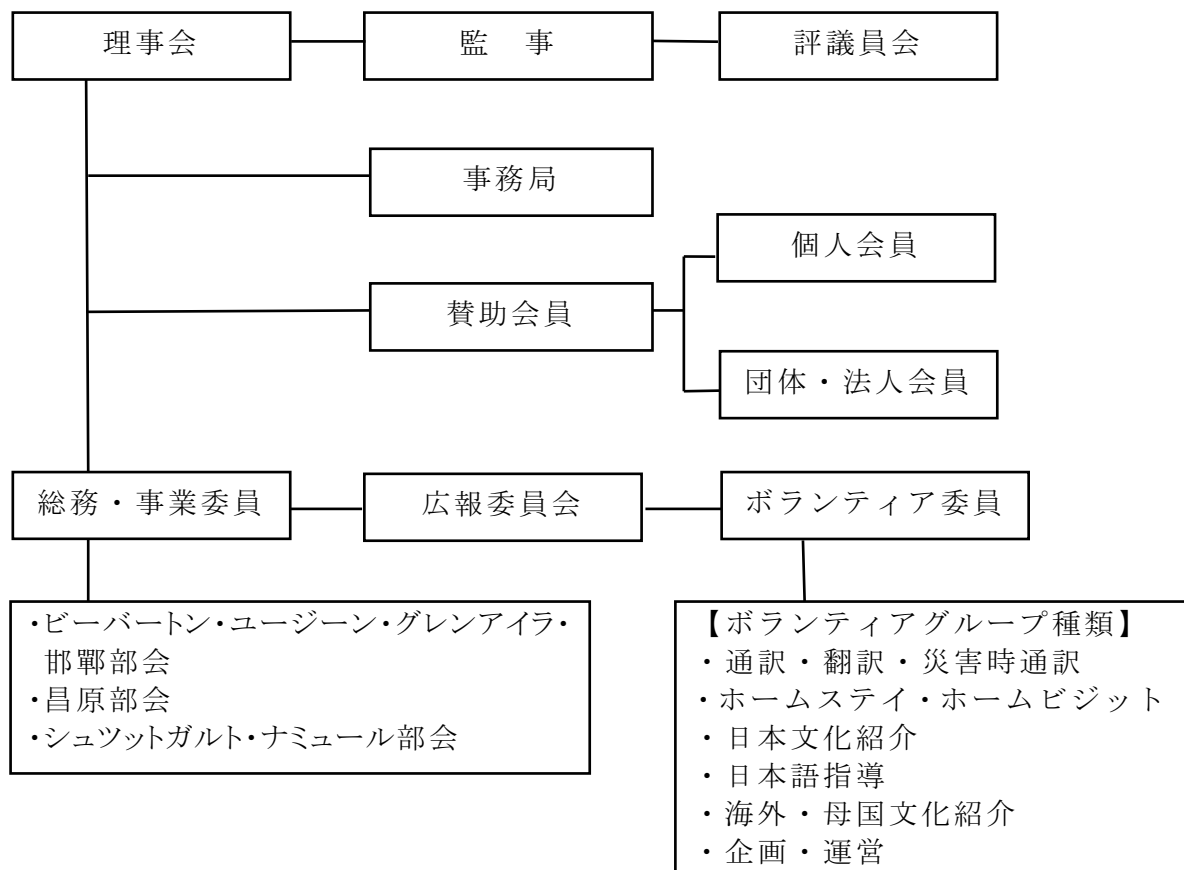 理事会
監　事
評議員会
事務局
個人会員
賛助会員
団体・法人会員
総務・事業委員
広報委員会
ボランティア委員
・ビーバートン・ユージーン・グレンアイラ・
邯鄲部会
・昌原部会
・シュツットガルト・ナミュール部会
【ボランティアグループ種類】
・通訳・翻訳・災害時通訳
・ホームステイ・ホームビジット
・日本文化紹介
・日本語指導
・海外・母国文化紹介
・企画・運営